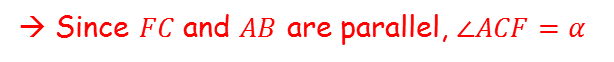 → Since 𝐹𝐶 and 𝐴𝐵 are parallel, ∠𝐴𝐶𝐹 = 𝛼